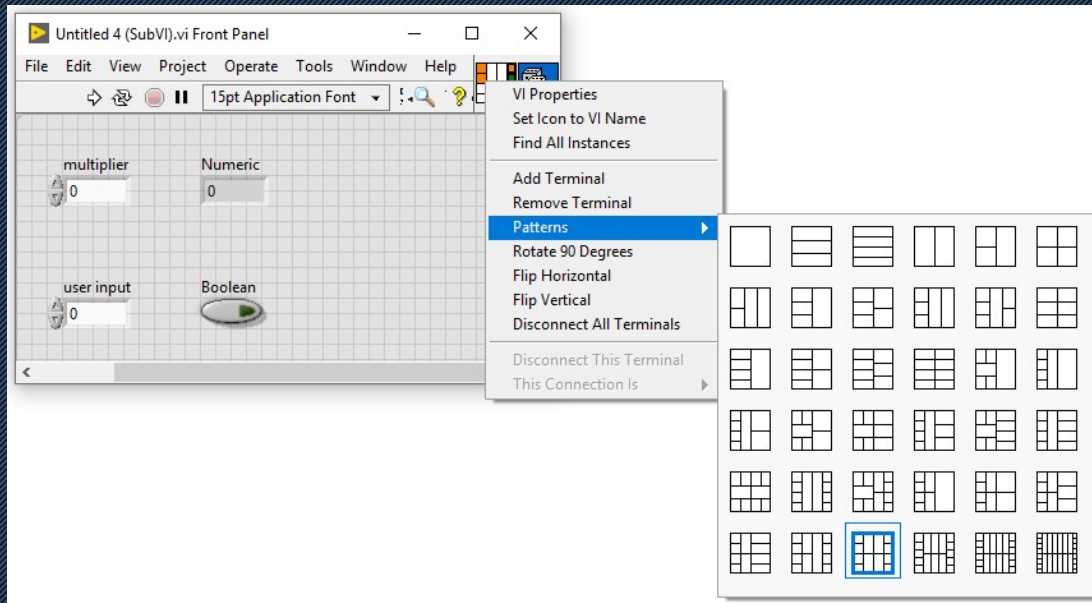 Untitled 4 (SubVI).vi Front Panel
File Edit View Project Operate Tools Window Help
15pt Application Font
multiplier
0
Numeric
0
user input
0
Boolean
VI Properties
Set Icon to VI Name
Find All Instances
Add Terminal
Remove Terminal
Patterns
Rotate 90 Degrees
Flip Horizontal
Flip Vertical
Disconnect All Terminals
Disconnect This Terminal
This Connection Is